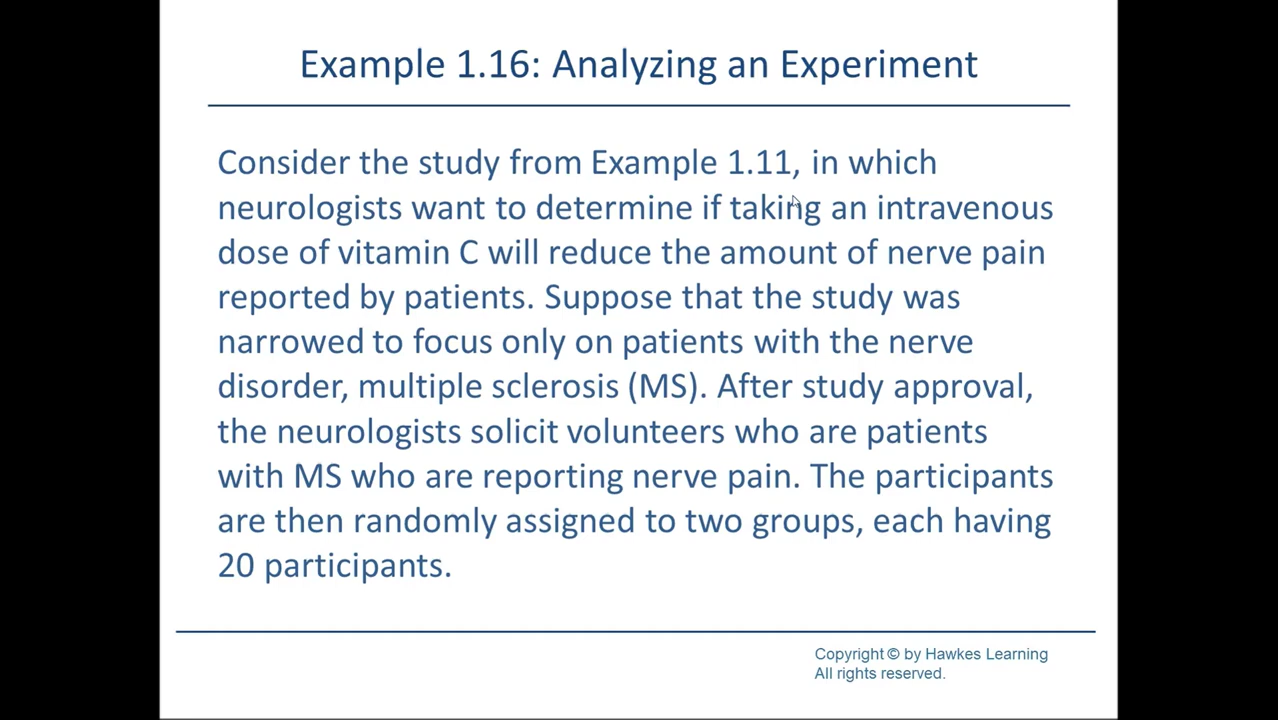 Example 1.16: Analyzing an Experiment
Consider the study from Example 1.11, in which
neurologists want to determine if taking an intravenous
dose of vitamin C will reduce the amount of nerve pain
reported by patients. Suppose that the study was
narrowed to focus only on patients with the nerve
disorder, multiple sclerosis (MS). After study approval,
the neurologists solicit volunteers who are patients
with MS who are reporting nerve pain. The participants
are then randomly assigned to two groups, each having
20 participants.
Copyright © by Hawkes Learning
All rights reserved.